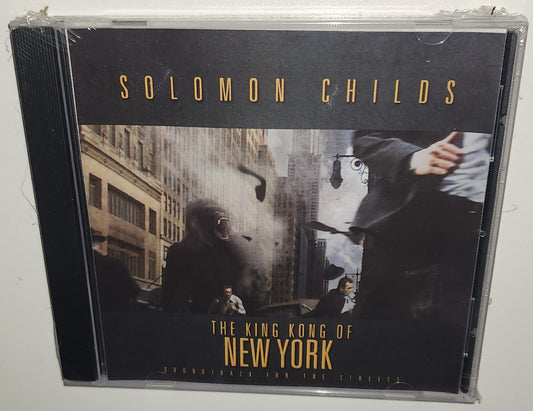 SOLOMON CHILDS
THE KING KONG OF
NEW YORK
SOUNDTRACK FOR THE STREETS